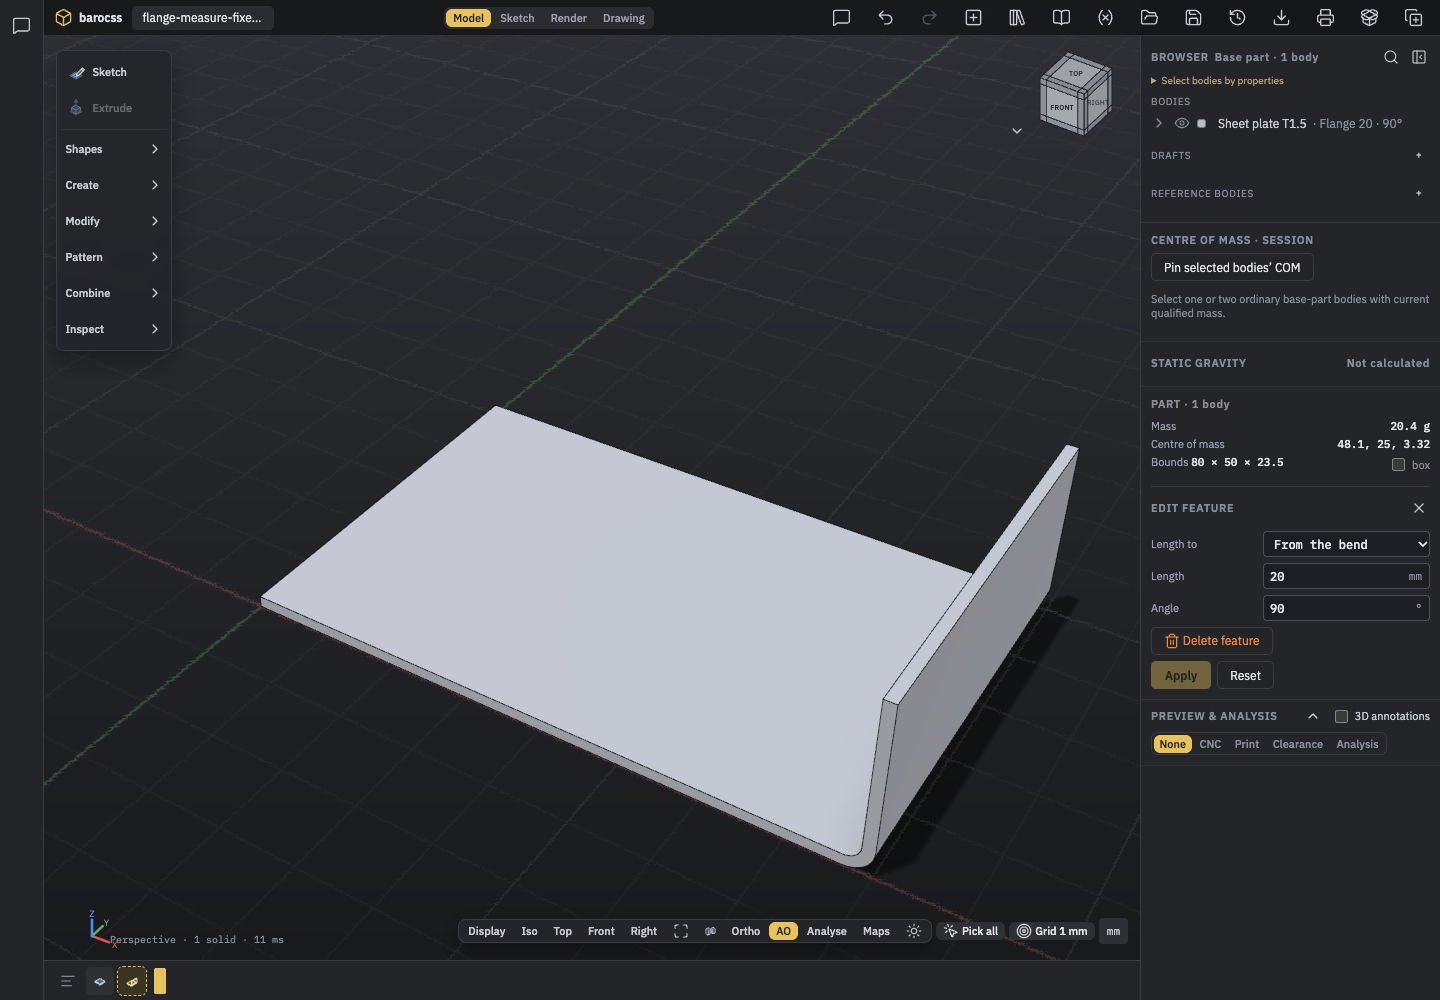 barocss
flange-measure-fixe...
Model
Sketch
Render
Drawing
Sketch
Extrude
Shapes
Create
Modify
Pattern
Combine
Inspect
TOP
FRONT
RIGHT
BROWSER Base part · 1 body
Select bodies by properties
BODIES
Sheet plate T1.5 · Flange 20 · 90°
DRAFTS
REFERENCE BODIES
CENTRE OF MASS · SESSION
Pin selected bodies’ COM
Select one or two ordinary base-part bodies with current
qualified mass.
STATIC GRAVITY Not calculated
PART · 1 body
Mass 20.4 g
Centre of mass 48.1, 25, 3.32
Bounds 80 × 50 × 23.5 box
EDIT FEATURE
Length to From the bend
Length 20 mm
Angle 90 °
Delete feature
Apply Reset
PREVIEW & ANALYSIS 3D annotations
None CNC Print Clearance Analysis
Z
Y
X
Perspective · 1 solid · 11 ms
Display Iso Top Front Right Ortho AO Analyse Maps Pick all Grid 1 mm mm